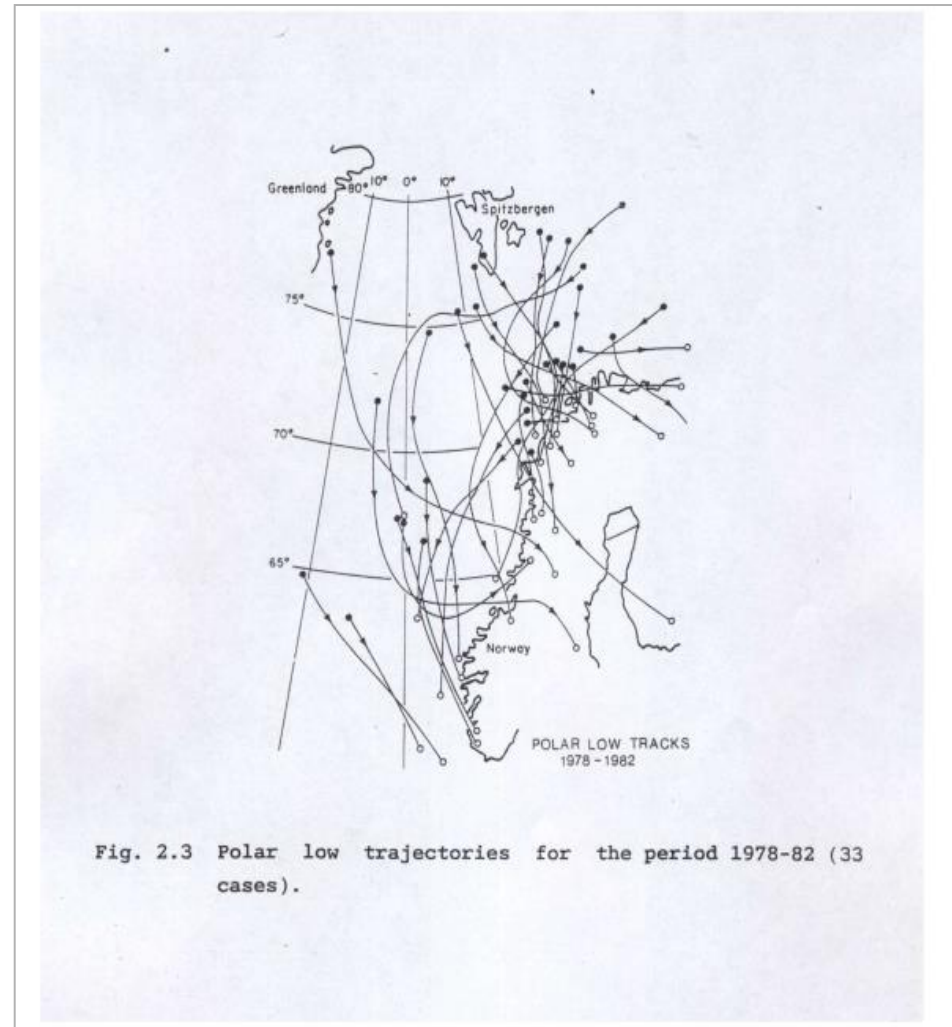 Greenland
80°
10°
0°
10°
Spitzbergen
75°
70°
65°
Norway
POLAR LOW TRACKS
1978-1982
Fig. 2.3 Polar low trajectories for the period 1978-82 (33
cases).